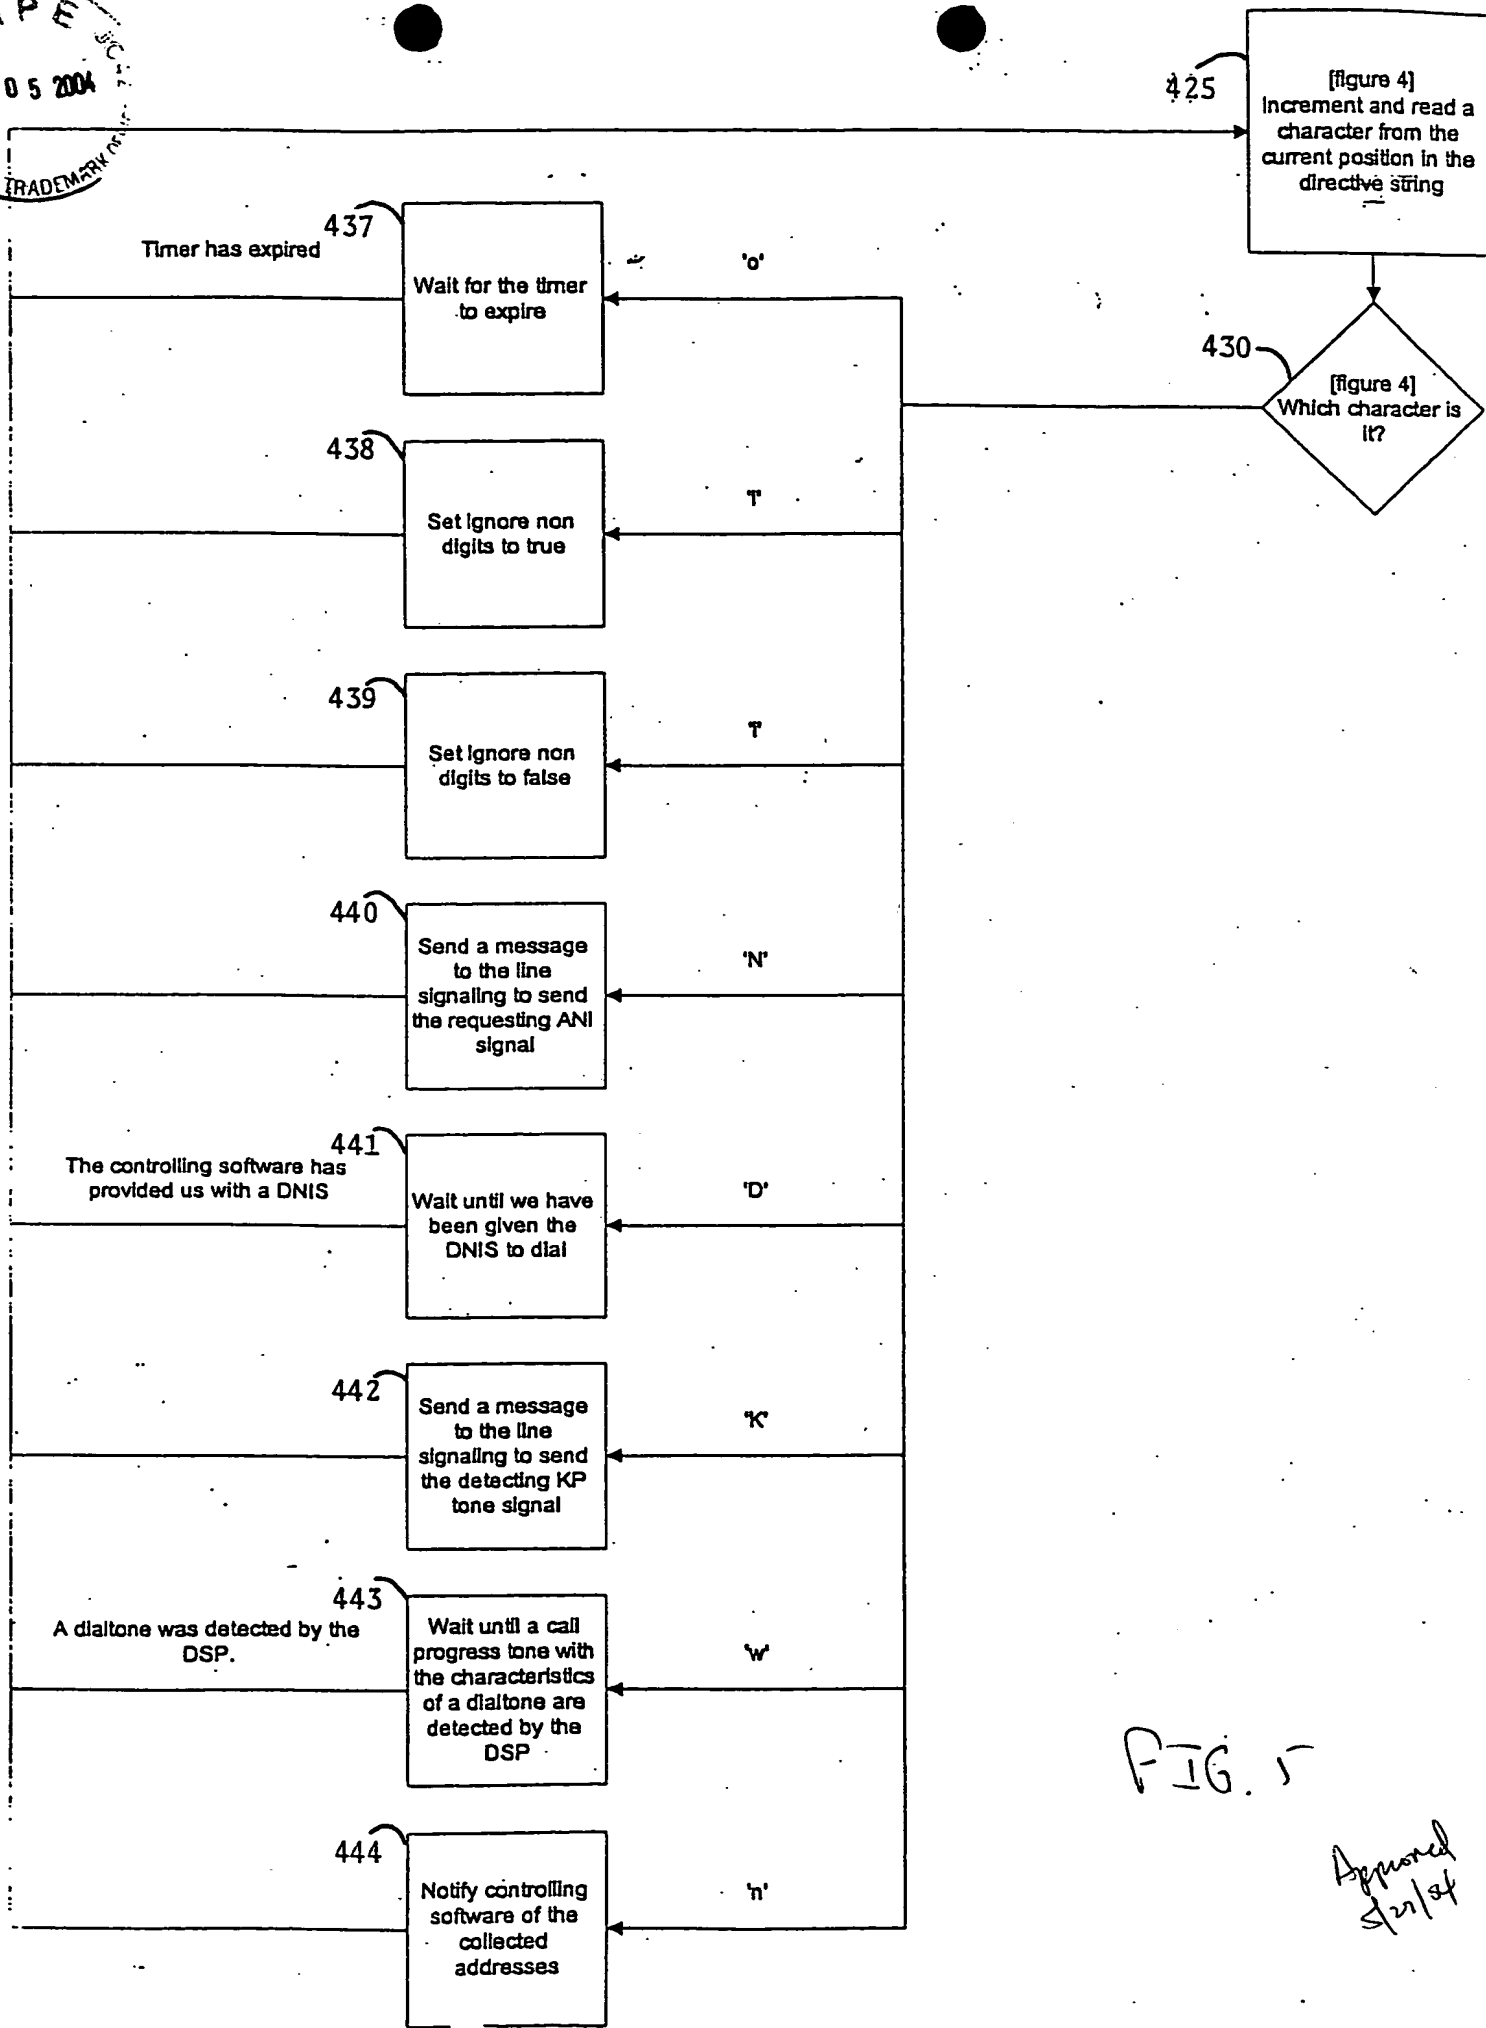 P E
0 5 2004
TRADEMARK
425
[figure 4]
Increment and read a
character from the
current position in the
directive string
437
Timer has expired
Wait for the timer
to expire
'o'
430
[figure 4]
Which character is
it?
438
Set ignore non
digits to true
439
Set ignore non
digits to false
440
Send a message
to the line
signaling to send
the requesting ANI
signal
'N'
441
The controlling software has
provided us with a DNIS
Wait until we have
been given the
DNIS to dial
'D'
442
Send a message
to the line
signaling to send
the detecting KP
tone signal
'K'
443
A dialtone was detected by the
DSP.
Wait until a call
progress tone with
the characteristics
of a dialtone are
detected by the
DSP
'w'
444
Notify controlling
software of the
collected
addresses
'n'
FIG. 5
Approved
5/27/04